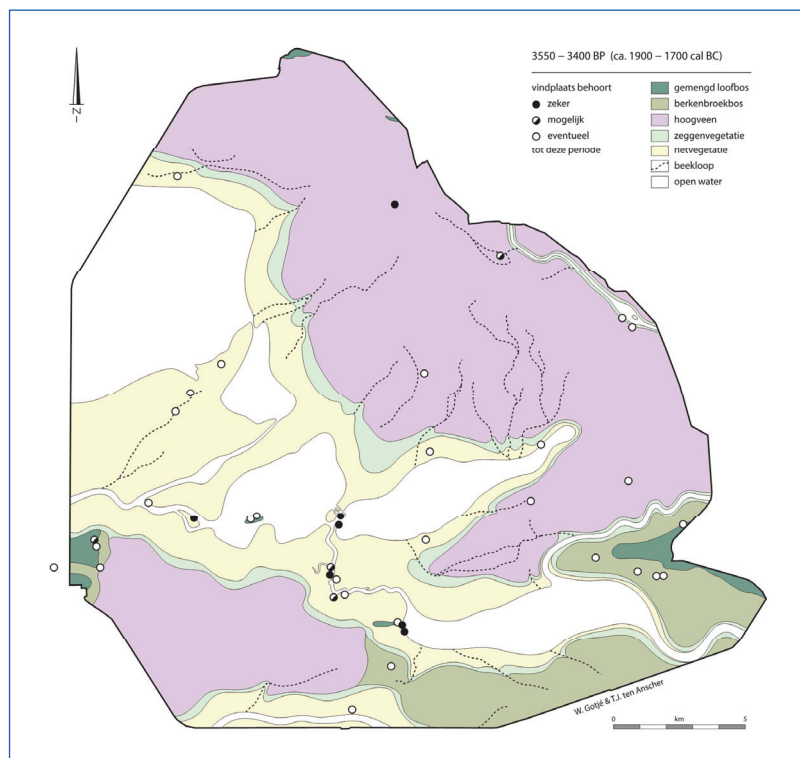 3550 – 3400 BP (ca. 1900 – 1700 cal BC)
vindplaats behoort
zeker
mogelijk
eventueel
tot deze periode
gemengd loofbos
berkenbroekbos
hoogveen
zeggenvegetatie
rietvegetatie
beekloop
open water
N
W. Gotjé & T.J. ten Anscher
0 km 5